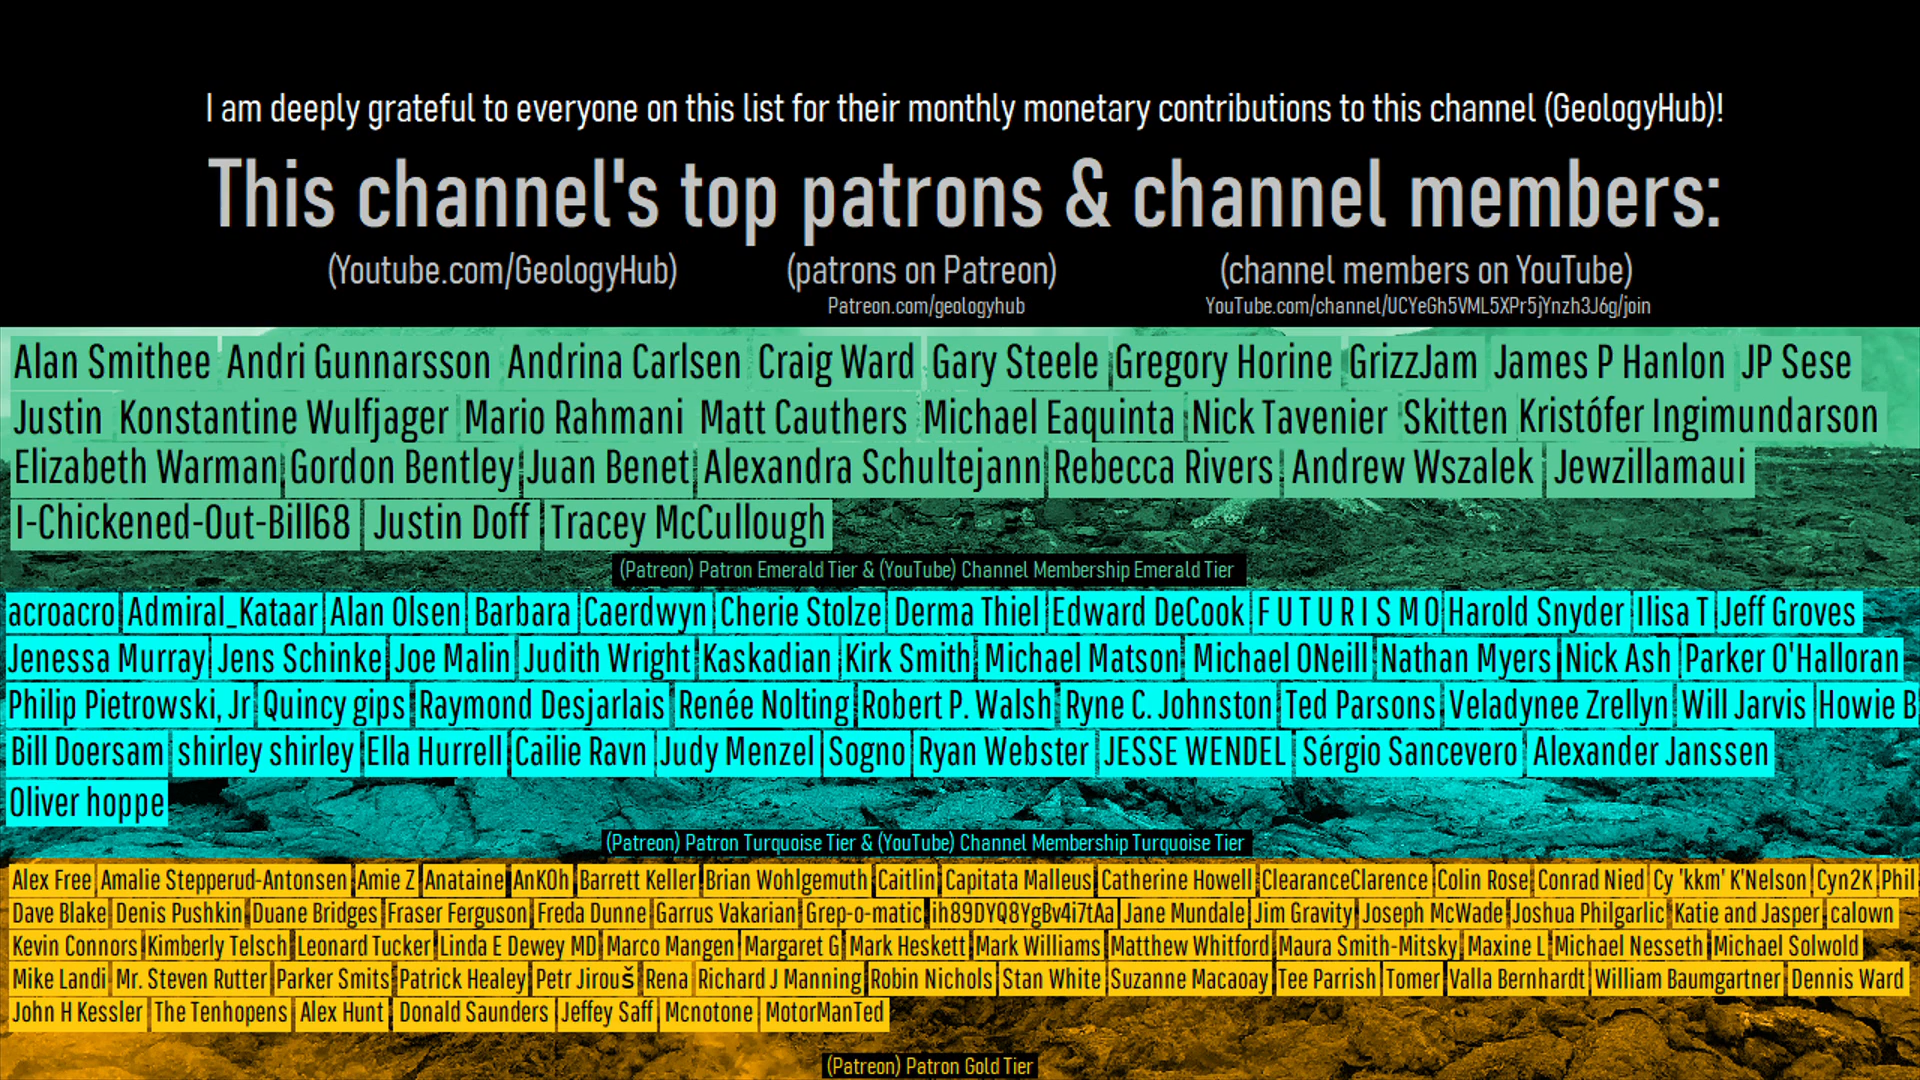 I am deeply grateful to everyone on this list for their monthly monetary contributions to this channel (GeologyHub)!
This channel's top patrons & channel members:
(Youtube.com/GeologyHub) (patrons on Patreon) (channel members on YouTube)
Patreon.com/geologyhub YouTube.com/channel/UCYeGh5VML5XPr5jYnzh3J6g/join
Alan Smithee Andri Gunnarsson Andrina Carlsen Craig Ward Gary Steele Gregory Horine GrizzJam James P Hanlon JP Sese
Justin Konstantine Wulfjager Mario Rahmani Matt Cauthers Michael Eaquinta Nick Tavenier Skitten Kristófer Ingimundarson
Elizabeth Warman Gordon Bentley Juan Benet Alexandra Schultejann Rebecca Rivers Andrew Wszalek Jewzillamaui
I-Chickened-Out-Bill68 Justin Doff Tracey McCullough
(Patreon) Patron Emerald Tier & (YouTube) Channel Membership Emerald Tier
acroacro Admiral_Kataar Alan Olsen Barbara Caerdwyn Cherie Stolze Derma Thiel Edward DeCook F U T U R I S M O Harold Snyder Ilisa T Jeff Groves
Jenessa Murray Jens Schinke Joe Malin Judith Wright Kaskadian Kirk Smith Michael Matson Michael ONeill Nathan Myers Nick Ash Parker O'Halloran
Philip Pietrowski, Jr Quincy gips Raymond Desjarlais Renée Nolting Robert P. Walsh Ryne C. Johnston Ted Parsons Veladynee Zrellyn Will Jarvis Howie B
Bill Doersam shirley shirley Ella Hurrell Cailie Ravn Judy Menzel Sogno Ryan Webster JESSE WENDEL Sérgio Sancevero Alexander Janssen
Oliver hoppe
(Patreon) Patron Turquoise Tier & (YouTube) Channel Membership Turquoise Tier
Alex Free Amalie Stepperud-Antonsen Amie Z Anataine AnKOh Barrett Keller Brian Wohlgemuth Caitlin Capitata Malleus Catherine Howell ClearanceClarence Colin Rose Conrad Nied Cy 'kkm' K'Nelson Cyn2K Phil
Dave Blake Denis Pushkin Duane Bridges Fraser Ferguson Freda Dunne Garrus Vakarian Grep-o-matic ih89DYQ8YgBv4i7tAa Jane Mundale Jim Gravity Joseph McWade Joshua Philgarlic Katie and Jasper calown
Kevin Connors Kimberly Telsch Leonard Tucker Linda E Dewey MD Marco Mangen Margaret G Mark Heskett Mark Williams Matthew Whitford Maura Smith-Mitsky Maxine L Michael Nesseth Michael Solwold
Mike Landi Mr. Steven Rutter Parker Smits Patrick Healey Petr Jirouš Rena Richard J Manning Robin Nichols Stan White Suzanne Macaoay Tee Parrish Tomer Valla Bernhardt William Baumgartner Dennis Ward
John H Kessler The Tenhopens Alex Hunt Donald Saunders Jeffey Saff Mcnotone MotorManTed
(Patreon) Patron Gold Tier